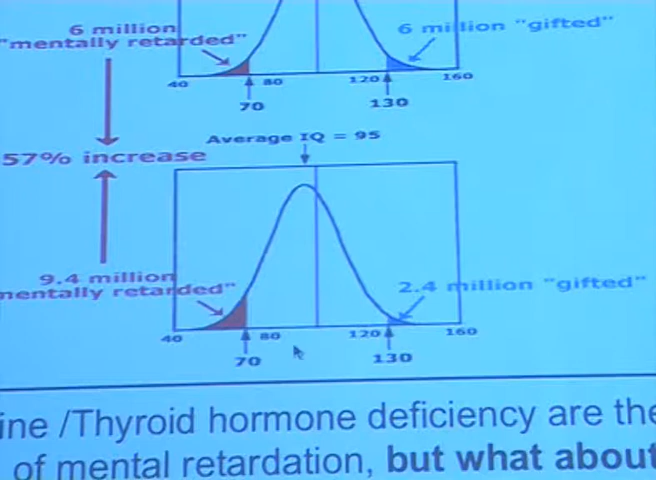 6 million
"mentally retarded"
6 million "gifted"
40
80
120
160
70
130
Average IQ = 95
57% increase
9.4 million
mentally retarded"
2.4 million "gifted"
40
80
120
160
70
130
ine /Thyroid hormone deficiency are the
of mental retardation, but what about